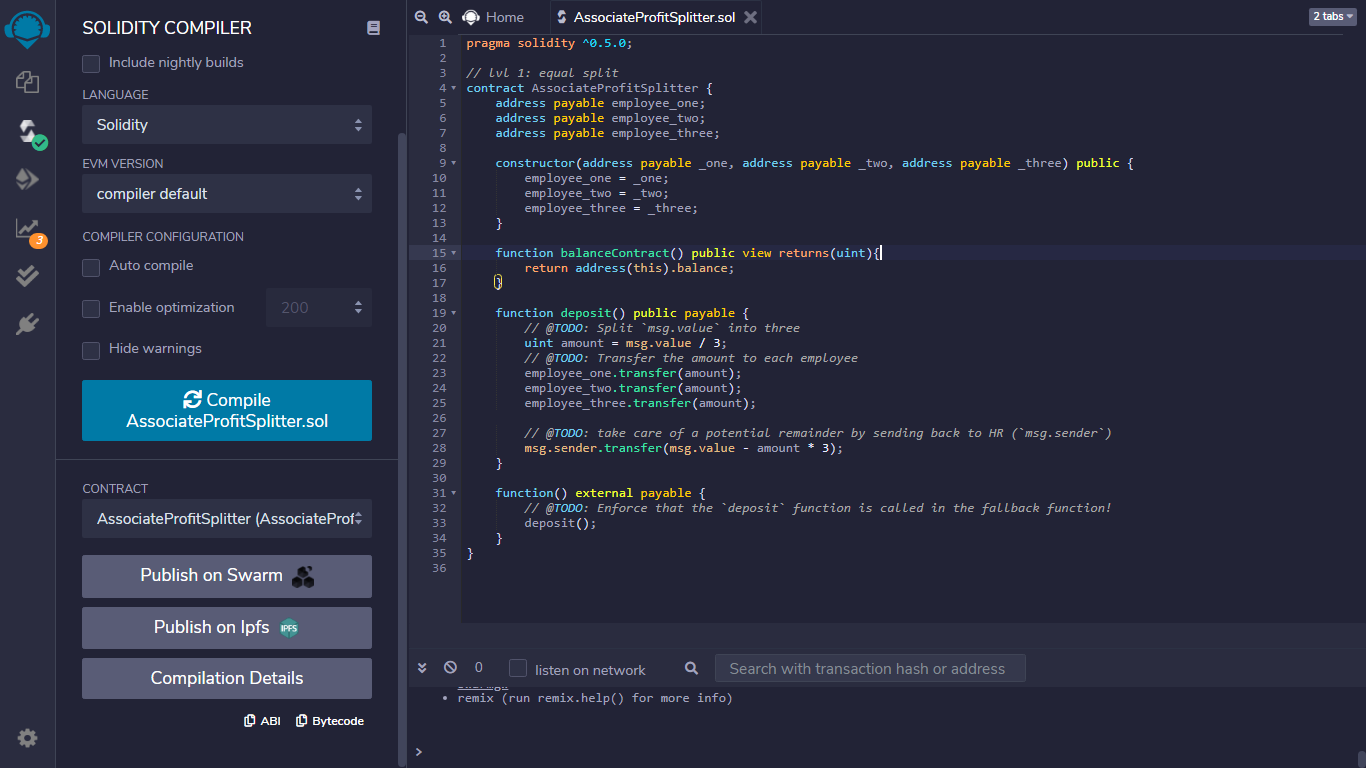 SOLIDITY COMPILER
Include nightly builds
LANGUAGE
Solidity
EVM VERSION
compiler default
COMPILER CONFIGURATION
Auto compile
Enable optimization
200
Hide warnings
Compile
AssociateProfitSplitter.sol
CONTRACT
AssociateProfitSplitter (AssociateProf
Publish on Swarm
Publish on Ipfs
IPFS
Compilation Details
ABI
Bytecode
3
Home
AssociateProfitSplitter.sol
2 tabs
1 pragma solidity ^0.5.0;
2
3 // lvl 1: equal split
4 contract AssociateProfitSplitter {
5     address payable employee_one;
6     address payable employee_two;
7     address payable employee_three;
8
9     constructor(address payable _one, address payable _two, address payable _three) public {
10         employee_one = _one;
11         employee_two = _two;
12         employee_three = _three;
13     }
14
15     function balanceContract() public view returns(uint){
16         return address(this).balance;
17     }
18
19     function deposit() public payable {
20         // @TODO: Split `msg.value` into three
21         uint amount = msg.value / 3;
22         // @TODO: Transfer the amount to each employee
23         employee_one.transfer(amount);
24         employee_two.transfer(amount);
25         employee_three.transfer(amount);
26
27         // @TODO: take care of a potential remainder by sending back to HR (`msg.sender`)
28         msg.sender.transfer(msg.value - amount * 3);
29     }
30
31     function() external payable {
32         // @TODO: Enforce that the `deposit` function is called in the fallback function!
33         deposit();
34     }
35 }
36
0
listen on network
Search with transaction hash or address
• remix (run remix.help() for more info)
>